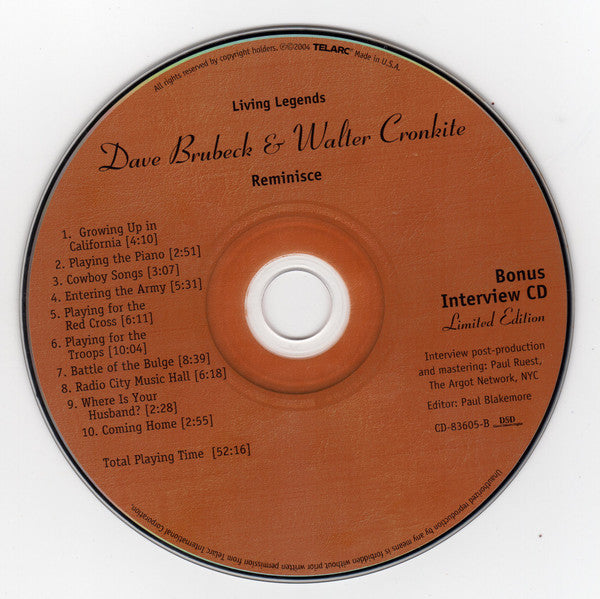 All rights reserved by copyright holders. ℗©2004 TELARC® Made in U.S.A.
Living Legends
Dave Brubeck & Walter Cronkite
Reminisce
1. Growing Up in
California [4:10]
2. Playing the Piano [2:51]
3. Cowboy Songs [3:07]
4. Entering the Army [5:31]
5. Playing for the
Red Cross [6:11]
6. Playing for the
Troops [10:04]
7. Battle of the Bulge [8:39]
8. Radio City Music Hall [6:18]
9. Where Is Your
Husband? [2:28]
10. Coming Home [2:55]
Total Playing Time [52:16]
Bonus
Interview CD
Limited Edition
Interview post-production
and mastering: Paul Ruest,
The Argot Network, NYC
Editor: Paul Blakemore
CD-83605-B DSD
Unauthorized reproduction by any means is forbidden without prior written permission from Telarc International Corporation.